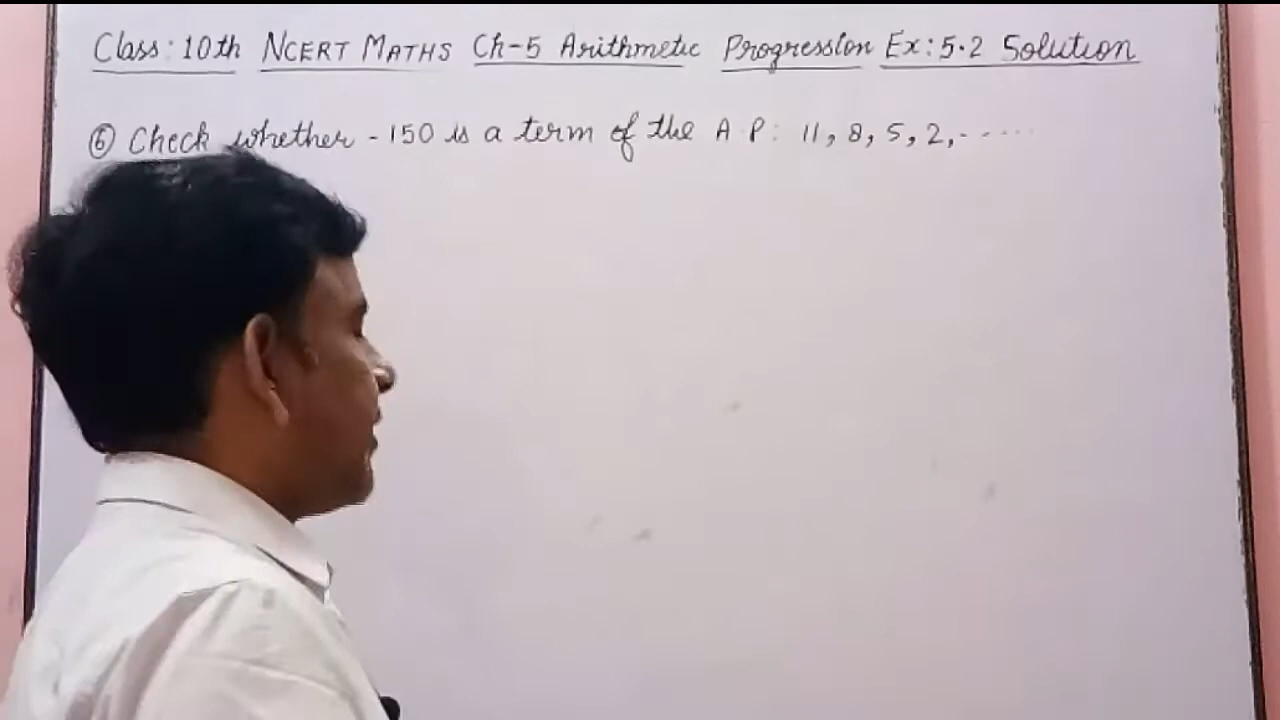 Class: 10th NCERT MATHS Ch-5 Arithmetic Progression Ex: 5.2 Solution
⑥ Check whether - 150 is a term of the A.P: 11, 8, 5, 2, ......